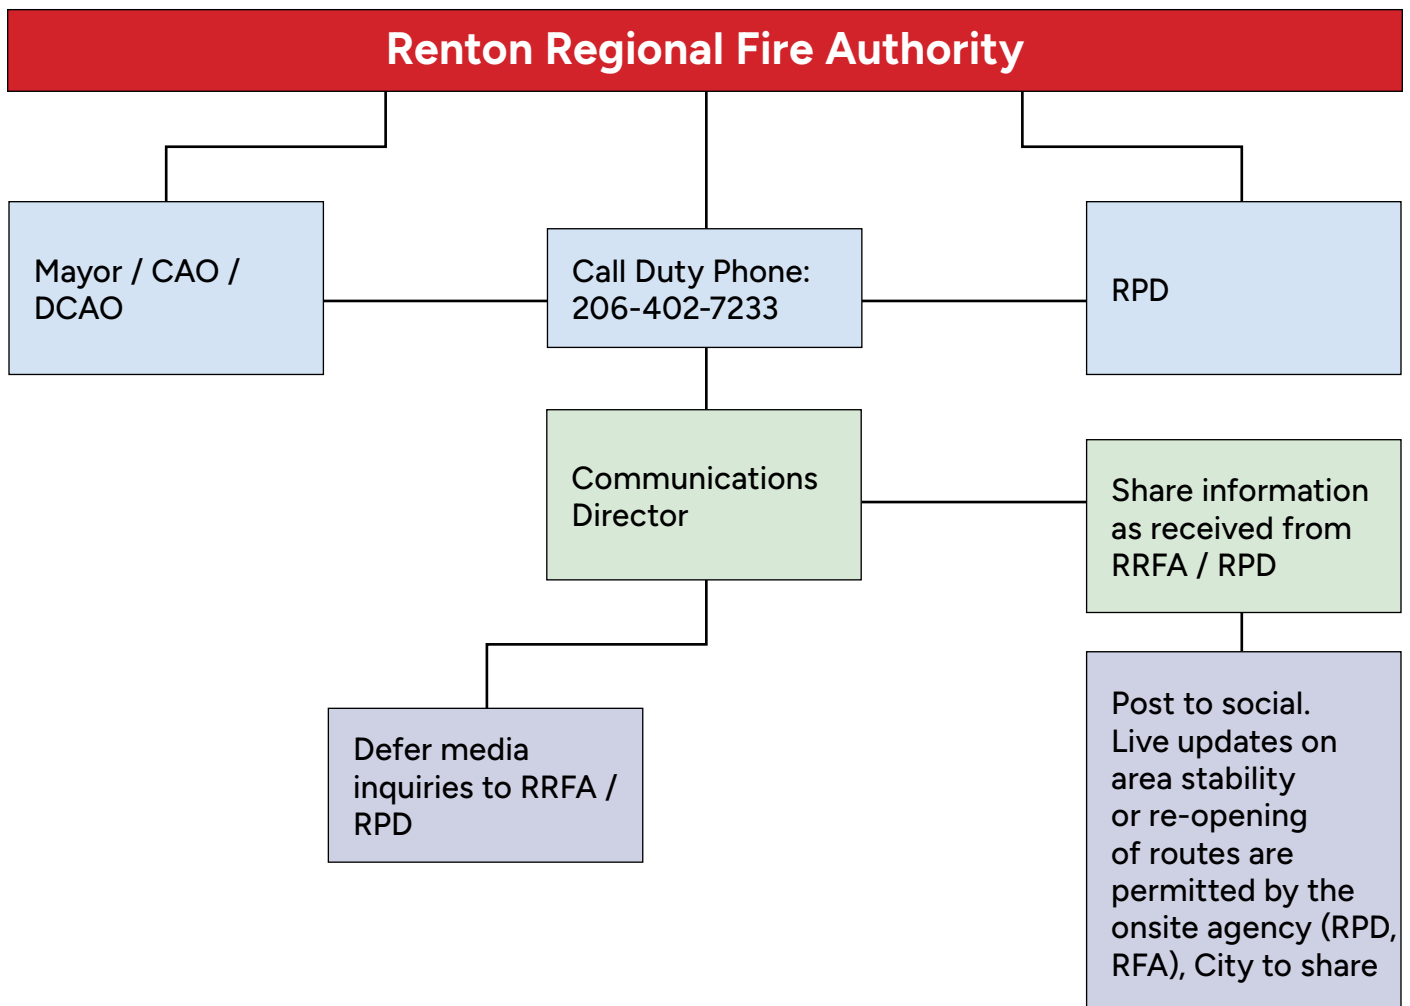 Renton Regional Fire Authority
Mayor / CAO /
DCAO
Call Duty Phone:
206-402-7233
RPD
Communications
Director
Share information
as received from
RRFA / RPD
Defer media
inquiries to RRFA /
RPD
Post to social.
Live updates on
area stability
or re-opening
of routes are
permitted by the
onsite agency (RPD,
RFA), City to share